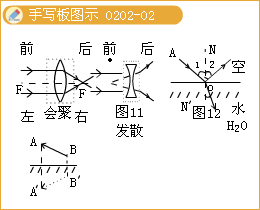 手写板图示 0202-02
前 后 前 后
F F
左 会聚 右
图11
发散
A N
1 2 空
O
N′ 图12 水
H₂O
A B
A′ B′